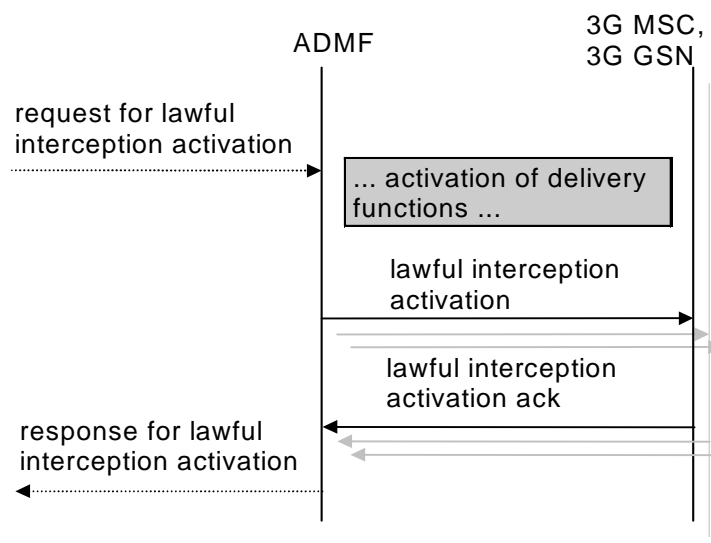 ADMF
3G MSC,
3G GSN
request for lawful
interception activation
... activation of delivery
functions ...
lawful interception
activation
lawful interception
activation ack
response for lawful
interception activation